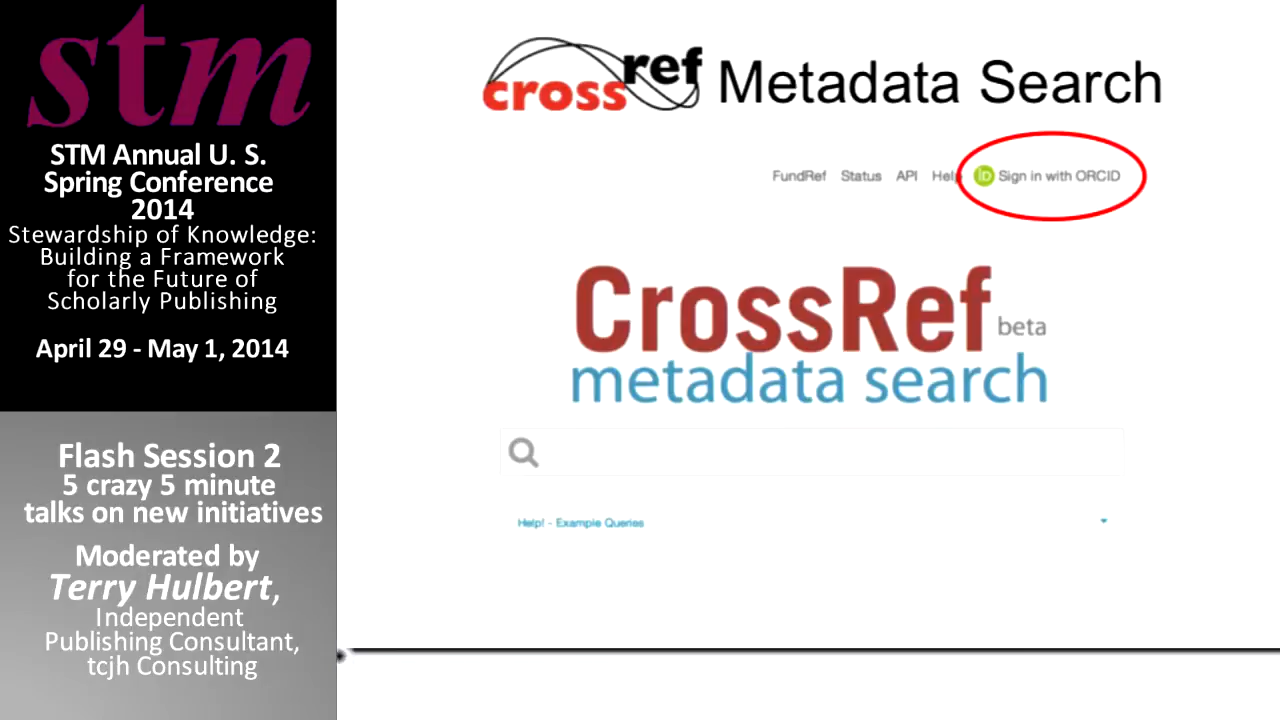 stm
STM Annual U. S.
Spring Conference
2014
Stewardship of Knowledge:
Building a Framework
for the Future of
Scholarly Publishing
April 29 - May 1, 2014
Flash Session 2
5 crazy 5 minute
talks on new initiatives
Moderated by
Terry Hulbert,
Independent
Publishing Consultant,
tcjh Consulting
crossref Metadata Search
FundRef Status API Help iD Sign in with ORCID
CrossRef beta
metadata search
Help! - Example Queries